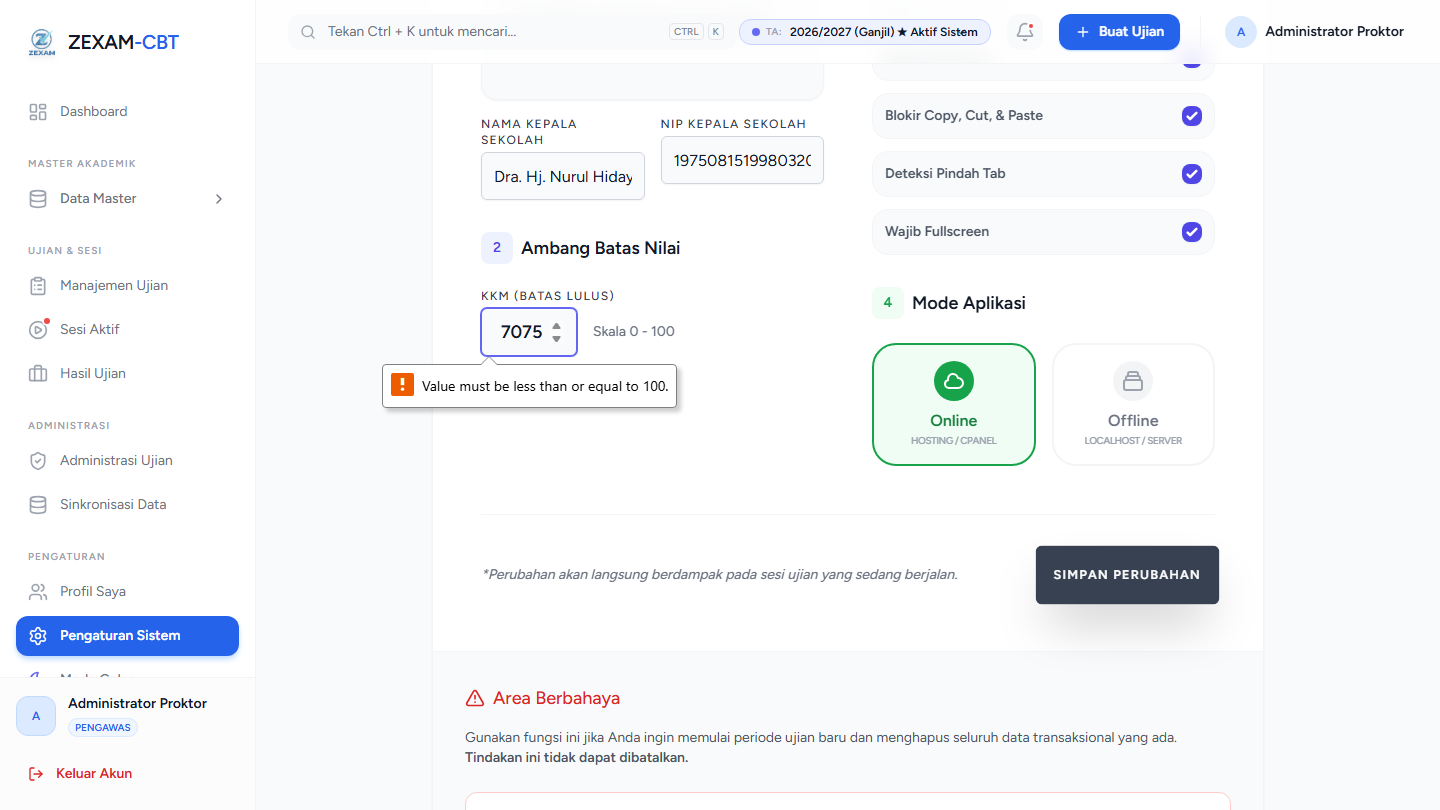 ZEXAM
ZEXAM-CBT
Tekan Ctrl + K untuk mencari...
CTRL K
TA: 2026/2027 (Ganjil) ★ Aktif Sistem
+ Buat Ujian
A
Administrator Proktor
Dashboard
MASTER AKADEMIK
Data Master
UJIAN & SESI
Manajemen Ujian
Sesi Aktif
Hasil Ujian
ADMINISTRASI
Administrasi Ujian
Sinkronisasi Data
PENGATURAN
Profil Saya
Pengaturan Sistem
A
Administrator Proktor
PENGAWAS
Keluar Akun
NAMA KEPALA
SEKOLAH
Dra. Hj. Nurul Hiday
NIP KEPALA SEKOLAH
1975081519980320
2
Ambang Batas Nilai
KKM (BATAS LULUS)
7075
Skala 0 - 100
Value must be less than or equal to 100.
Blokir Copy, Cut, & Paste
Deteksi Pindah Tab
Wajib Fullscreen
4
Mode Aplikasi
Online
HOSTING / CPANEL
Offline
LOCALHOST / SERVER
*Perubahan akan langsung berdampak pada sesi ujian yang sedang berjalan.
SIMPAN PERUBAHAN
Area Berbahaya
Gunakan fungsi ini jika Anda ingin memulai periode ujian baru dan menghapus seluruh data transaksional yang ada.
Tindakan ini tidak dapat dibatalkan.